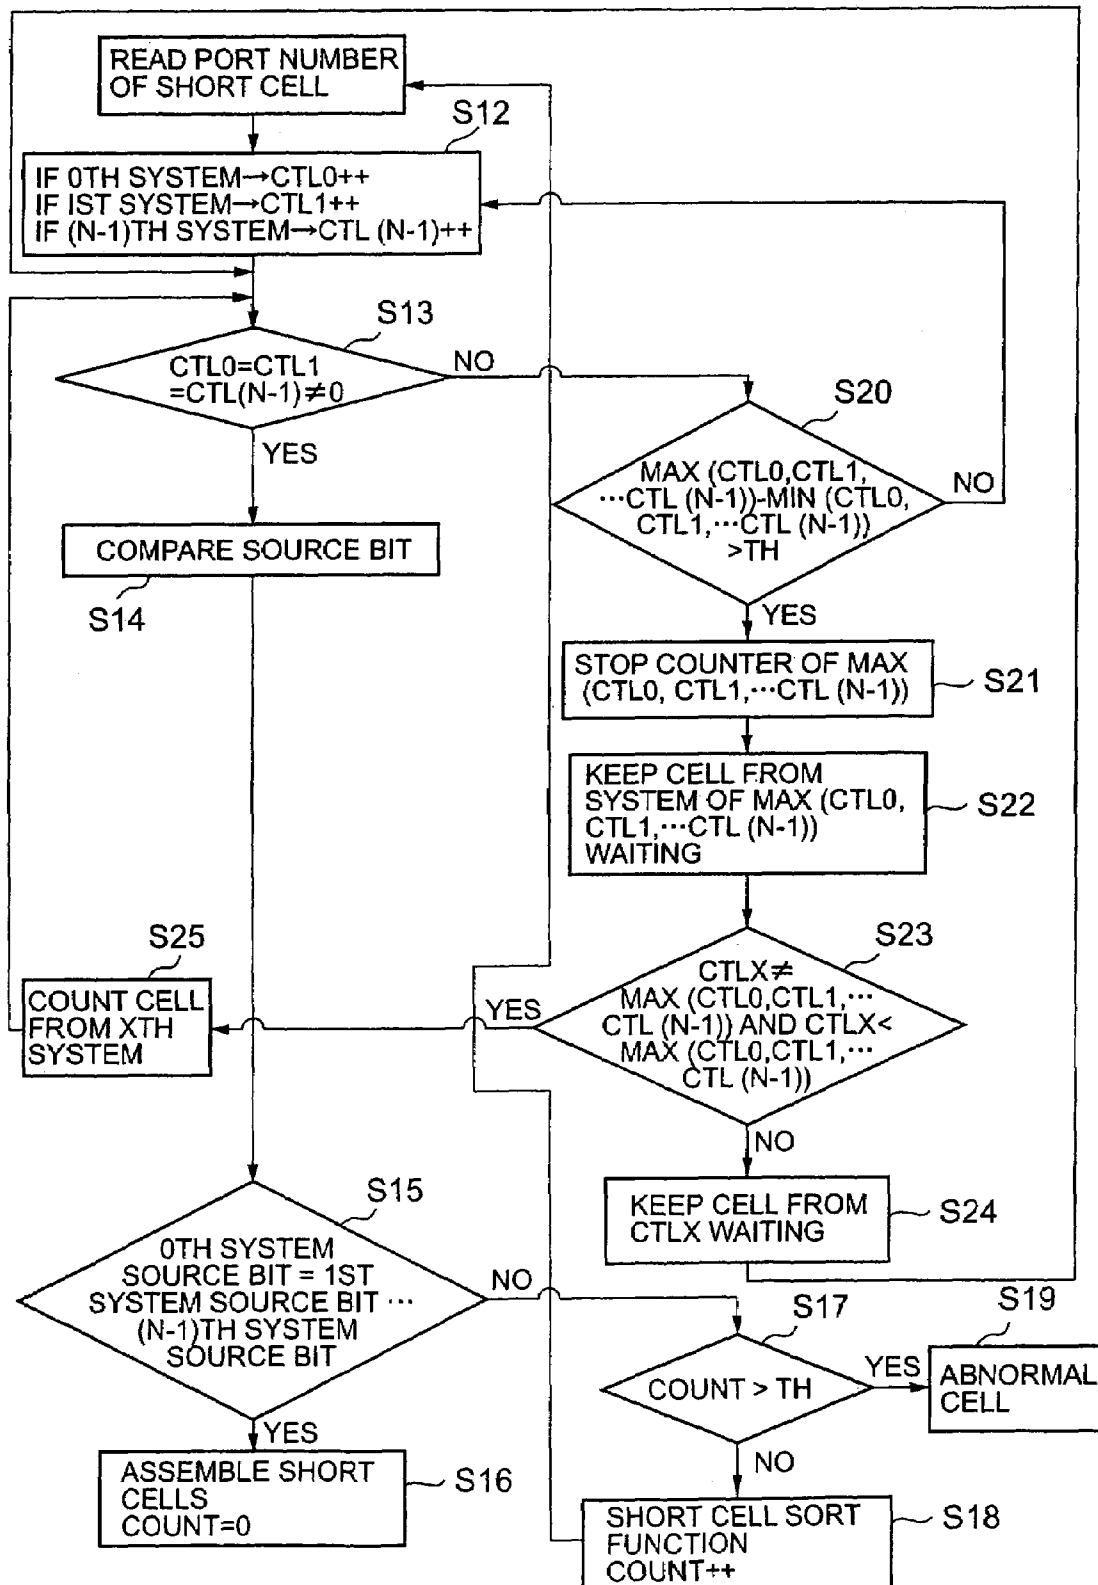 READ PORT NUMBER
OF SHORT CELL
S12
IF 0TH SYSTEM→CTL0++
IF IST SYSTEM→CTL1++
IF (N-1)TH SYSTEM→CTL (N-1)++
S13
CTL0=CTL1
=CTL(N-1)≠0
NO
YES
S20
MAX (CTL0,CTL1,
···CTL (N-1))-MIN (CTL0,
CTL1,···CTL (N-1))
>TH
NO
YES
COMPARE SOURCE BIT
S14
STOP COUNTER OF MAX
(CTL0, CTL1,···CTL (N-1))
S21
KEEP CELL FROM
SYSTEM OF MAX (CTL0,
CTL1,···CTL (N-1))
WAITING
S22
S23
CTLX≠
MAX (CTL0,CTL1,···
CTL (N-1)) AND CTLX<
MAX (CTL0,CTL1,···
CTL (N-1))
YES
NO
S25
COUNT CELL
FROM XTH
SYSTEM
KEEP CELL FROM
CTLX WAITING
S24
S15
0TH SYSTEM
SOURCE BIT = 1ST
SYSTEM SOURCE BIT ···
(N-1)TH SYSTEM
SOURCE BIT
NO
YES
S17
COUNT > TH
YES
NO
S19
ABNORMAL
CELL
ASSEMBLE SHORT
CELLS
COUNT=0
S16
SHORT CELL SORT
FUNCTION
COUNT++
S18